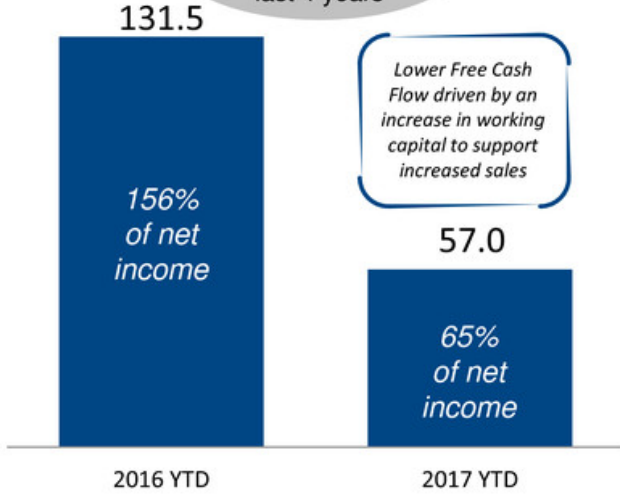 131.5
Lower Free Cash
Flow driven by an
increase in working
capital to support
increased sales
156%
of net
income
57.0
65%
of net
income
2016 YTD
2017 YTD